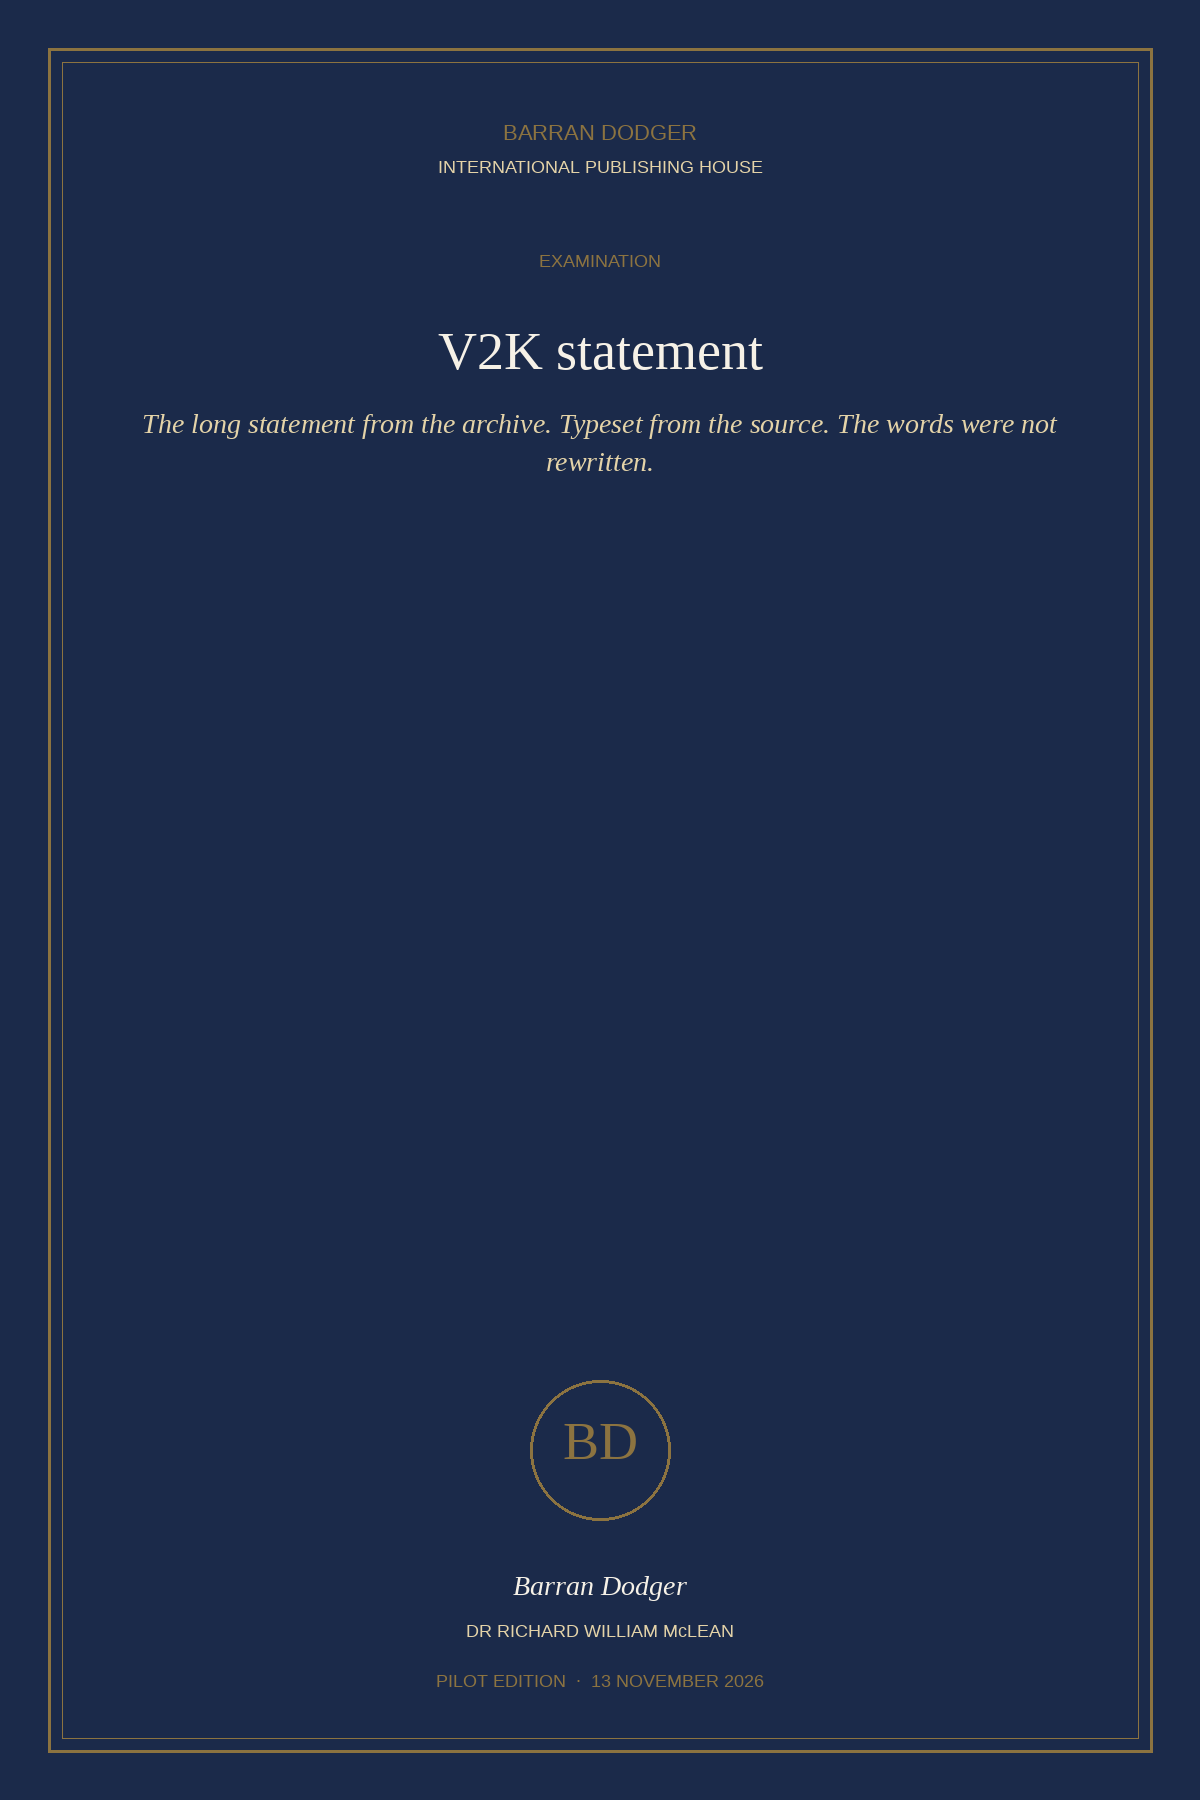 BARRAN DODGER
INTERNATIONAL PUBLISHING HOUSE
EXAMINATION
V2K statement
The long statement from the archive. Typeset from the source. The words were not
rewritten.
BD
Barran Dodger
DR RICHARD WILLIAM McLEAN
PILOT EDITION · 13 NOVEMBER 2026